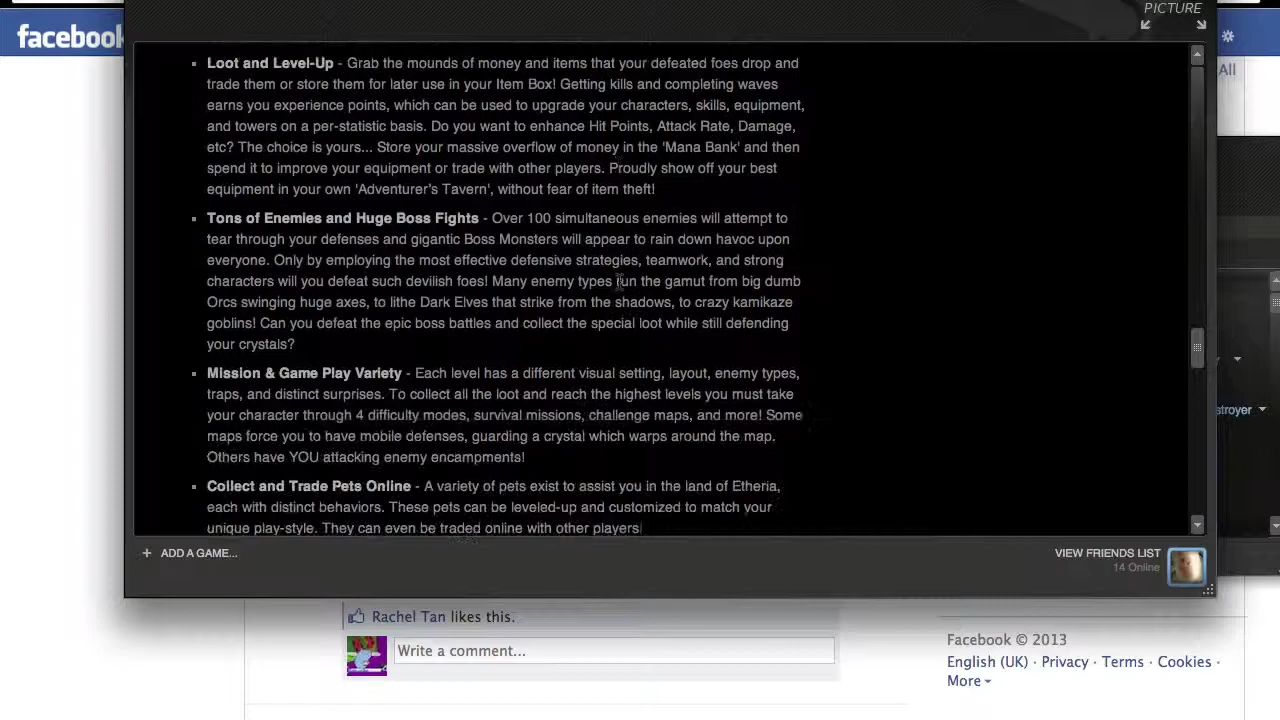 PICTURE
facebook
All
Loot and Level-Up - Grab the mounds of money and items that your defeated foes drop and
trade them or store them for later use in your Item Box! Getting kills and completing waves
earns you experience points, which can be used to upgrade your characters, skills, equipment,
and towers on a per-statistic basis. Do you want to enhance Hit Points, Attack Rate, Damage,
etc? The choice is yours... Store your massive overflow of money in the 'Mana Bank' and then
spend it to improve your equipment or trade with other players. Proudly show off your best
equipment in your own 'Adventurer's Tavern', without fear of item theft!
Tons of Enemies and Huge Boss Fights - Over 100 simultaneous enemies will attempt to
tear through your defenses and gigantic Boss Monsters will appear to rain down havoc upon
everyone. Only by employing the most effective defensive strategies, teamwork, and strong
characters will you defeat such devilish foes! Many enemy types run the gamut from big dumb
Orcs swinging huge axes, to lithe Dark Elves that strike from the shadows, to crazy kamikaze
goblins! Can you defeat the epic boss battles and collect the special loot while still defending
your crystals?
Mission & Game Play Variety - Each level has a different visual setting, layout, enemy types,
traps, and distinct surprises. To collect all the loot and reach the highest levels you must take
your character through 4 difficulty modes, survival missions, challenge maps, and more! Some
maps force you to have mobile defenses, guarding a crystal which warps around the map.
Others have YOU attacking enemy encampments!
stroyer
Collect and Trade Pets Online - A variety of pets exist to assist you in the land of Etheria,
each with distinct behaviors. These pets can be leveled-up and customized to match your
unique play-style. They can even be traded online with other players
+ ADD A GAME...
VIEW FRIENDS LIST
14 Online
Rachel Tan likes this.
Write a comment...
Facebook © 2013
English (UK) · Privacy · Terms · Cookies ·
More